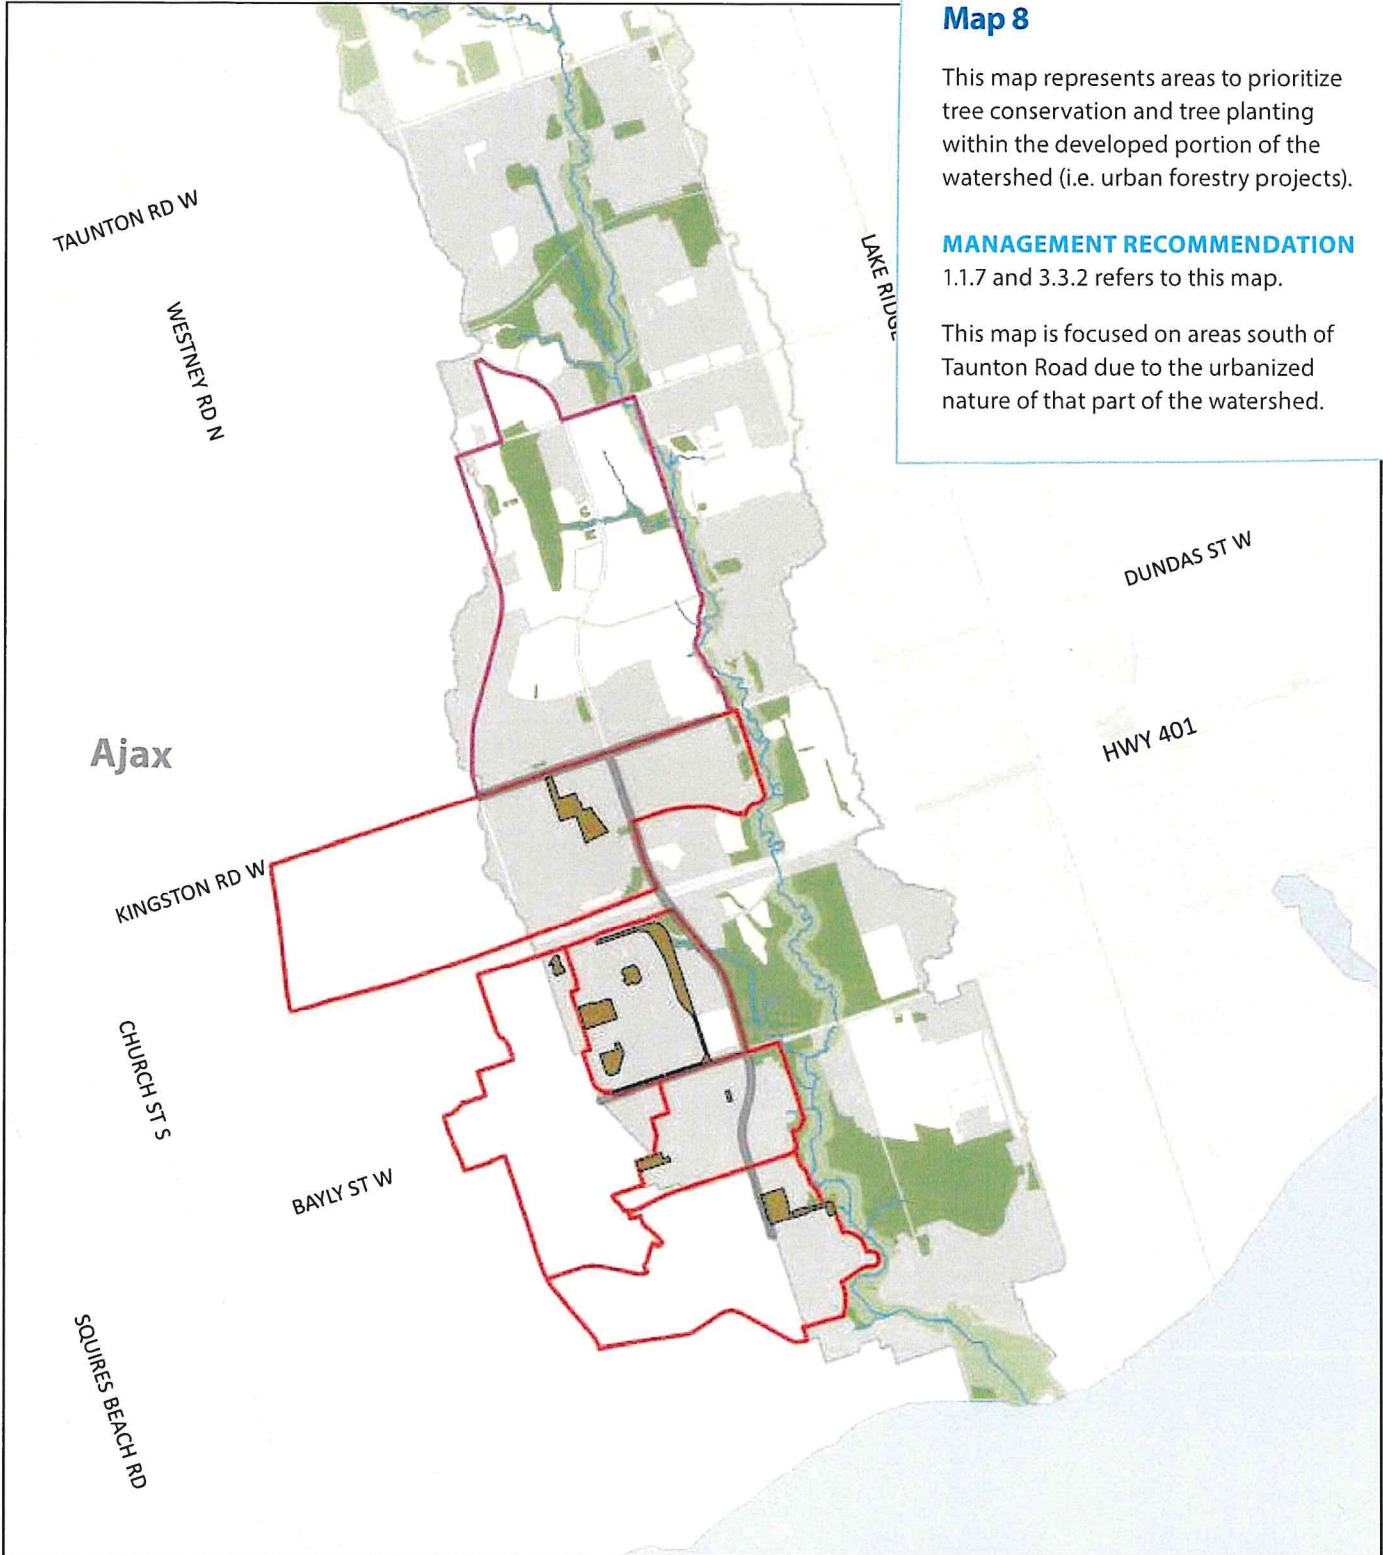 Map 8
This map represents areas to prioritize
tree conservation and tree planting
within the developed portion of the
watershed (i.e. urban forestry projects).
MANAGEMENT RECOMMENDATION
1.1.7 and 3.3.2 refers to this map.
This map is focused on areas south of
Taunton Road due to the urbanized
nature of that part of the watershed.
TAUNTON RD W
WESTNEY RD N
LAKE RIDGE
DUNDAS ST W
HWY 401
Ajax
KINGSTON RD W
CHURCH ST S
BAYLY ST W
SQUIRES BEACH RD